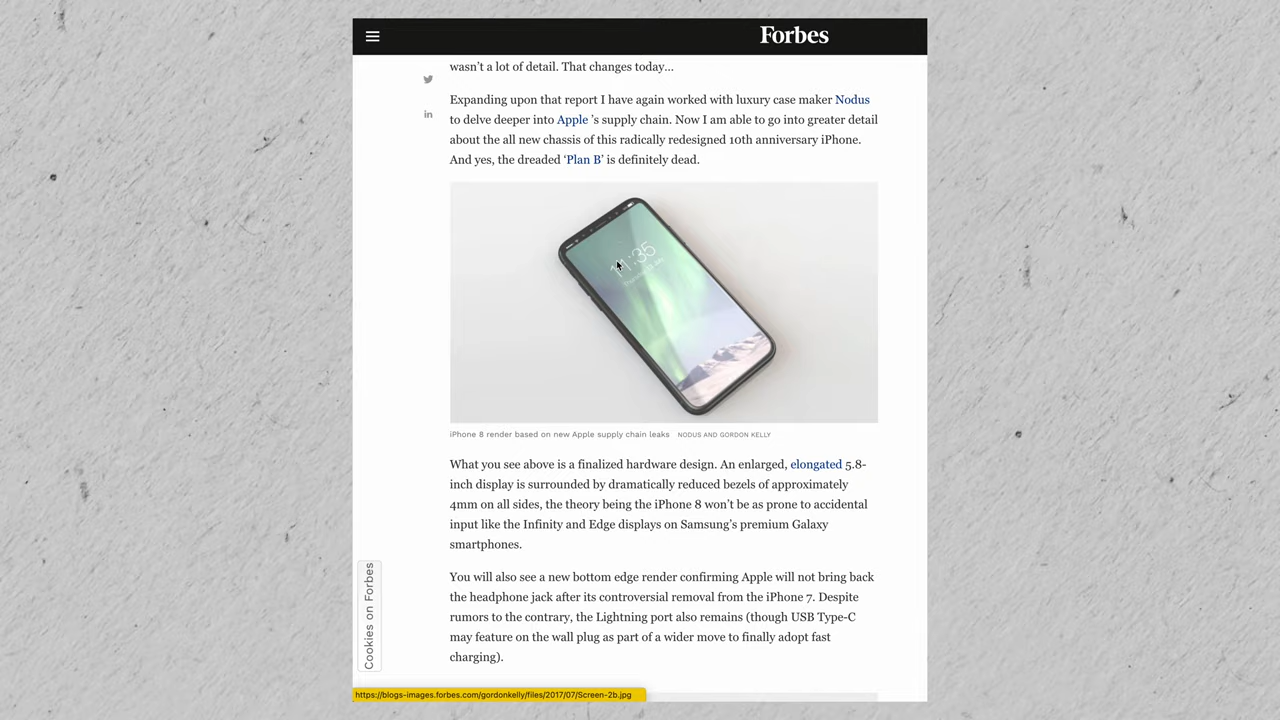 Forbes
wasn’t a lot of detail. That changes today…
Expanding upon that report I have again worked with luxury case maker Nodus
to delve deeper into Apple ’s supply chain. Now I am able to go into greater detail
about the all new chassis of this radically redesigned 10th anniversary iPhone.
And yes, the dreaded ‘Plan B’ is definitely dead.
11:35
iPhone 8 render based on new Apple supply chain leaks NODUS AND GORDON KELLY
What you see above is a finalized hardware design. An enlarged, elongated 5.8-
inch display is surrounded by dramatically reduced bezels of approximately
4mm on all sides, the theory being the iPhone 8 won’t be as prone to accidental
input like the Infinity and Edge displays on Samsung’s premium Galaxy
smartphones.
You will also see a new bottom edge render confirming Apple will not bring back
the headphone jack after its controversial removal from the iPhone 7. Despite
rumors to the contrary, the Lightning port also remains (though USB Type-C
may feature on the wall plug as part of a wider move to finally adopt fast
charging).
Cookies on Forbes
https://blogs-images.forbes.com/gordonkelly/files/2017/07/Screen-2b.jpg